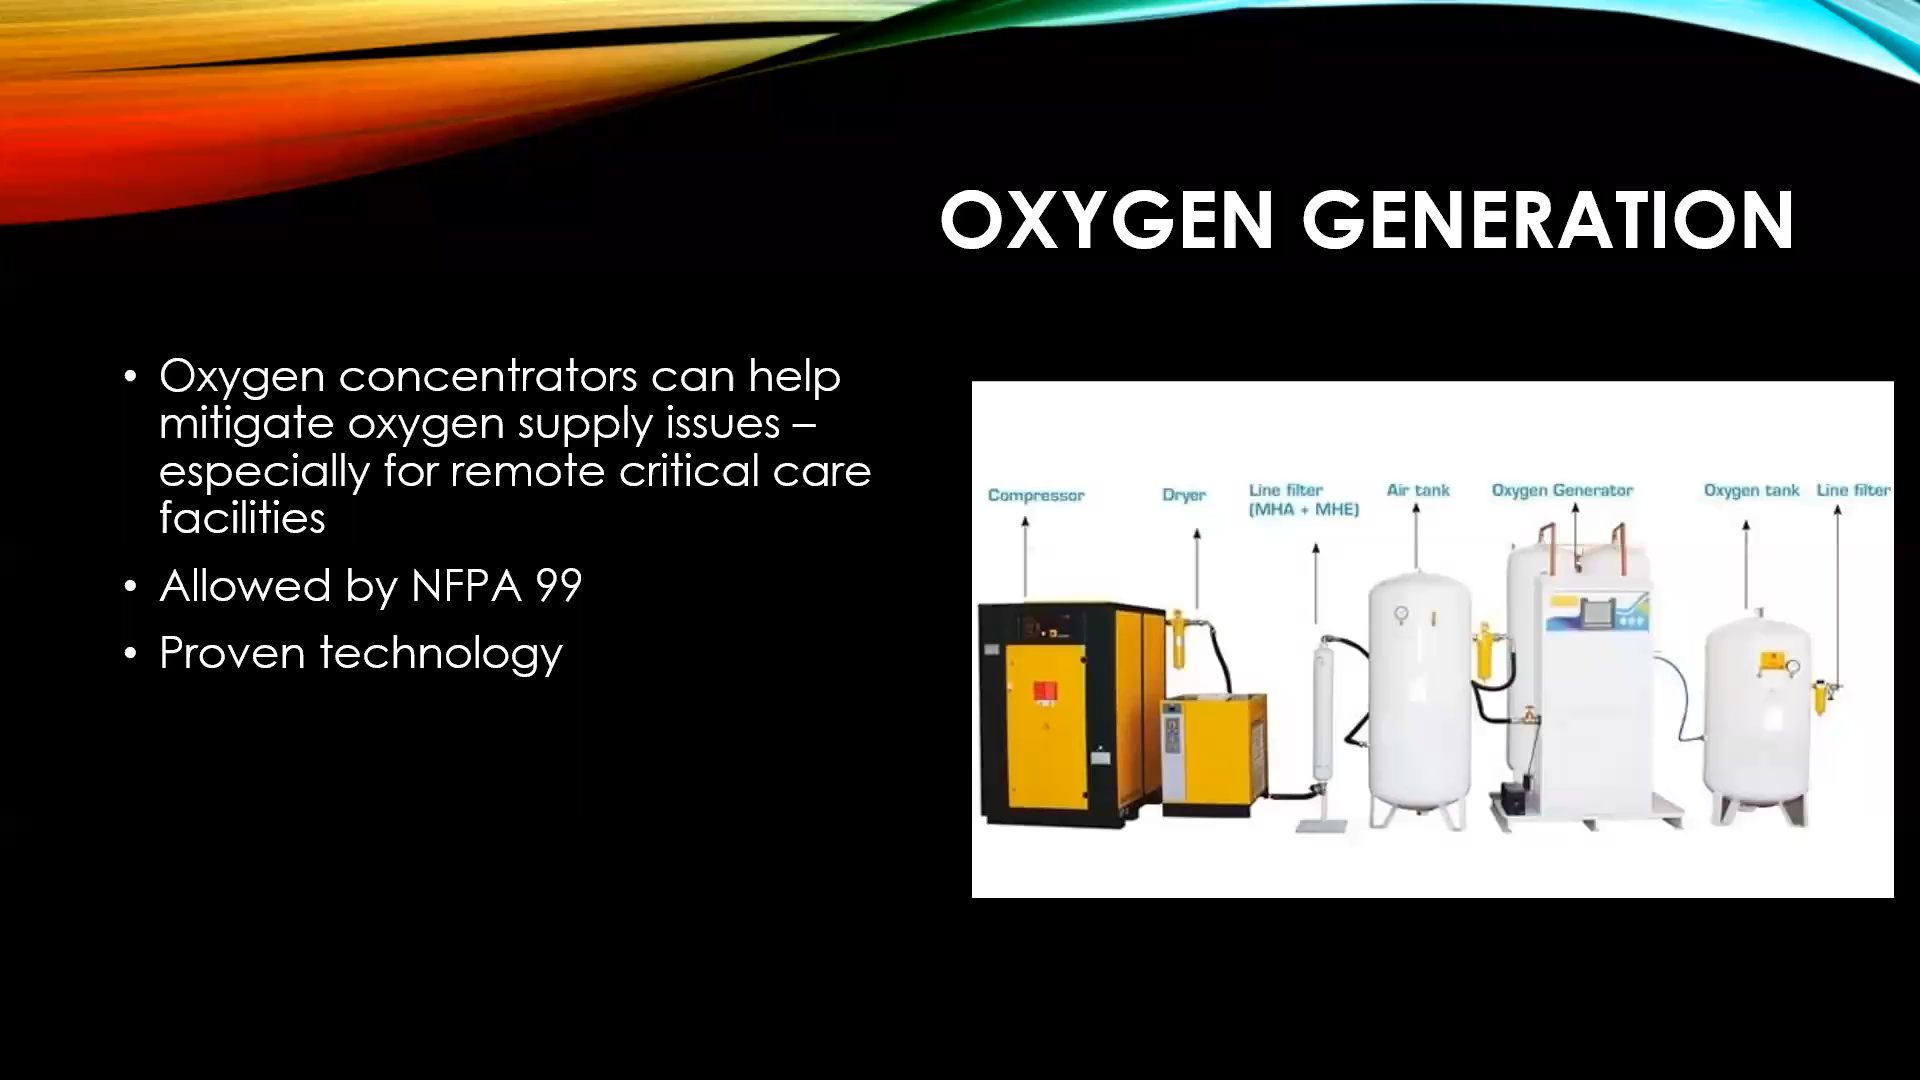 OXYGEN GENERATION
• Oxygen concentrators can help
mitigate oxygen supply issues –
especially for remote critical care
facilities
• Allowed by NFPA 99
• Proven technology
Compressor
Dryer
Line filter
(MHA + MHE)
Air tank
Oxygen Generator
Oxygen tank
Line filter